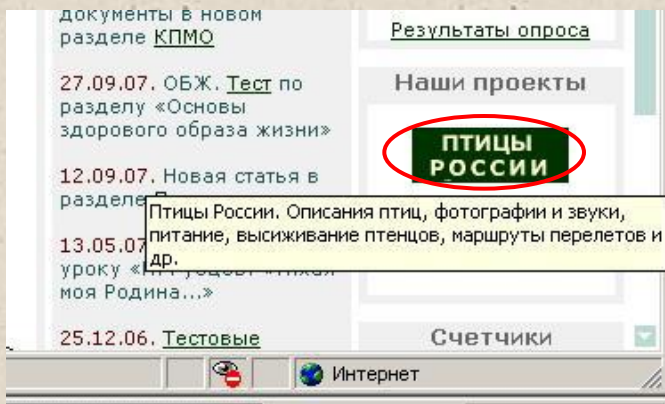 документы в новом
разделе КПМО
27.09.07. ОБЖ. Тест по
разделу «Основы
здорового образа жизни»
12.09.07. Новая статья в
разделе
13.05.07
уроку
моя Родина...»
25.12.06. Тестовые
Результаты опроса
Наши проекты
ПТИЦЫ
РОССИИ
Птицы России. Описания птиц, фотографии и звуки,
питание, высиживание птенцов, маршруты перелетов и
др.
Счетчики
Интернет